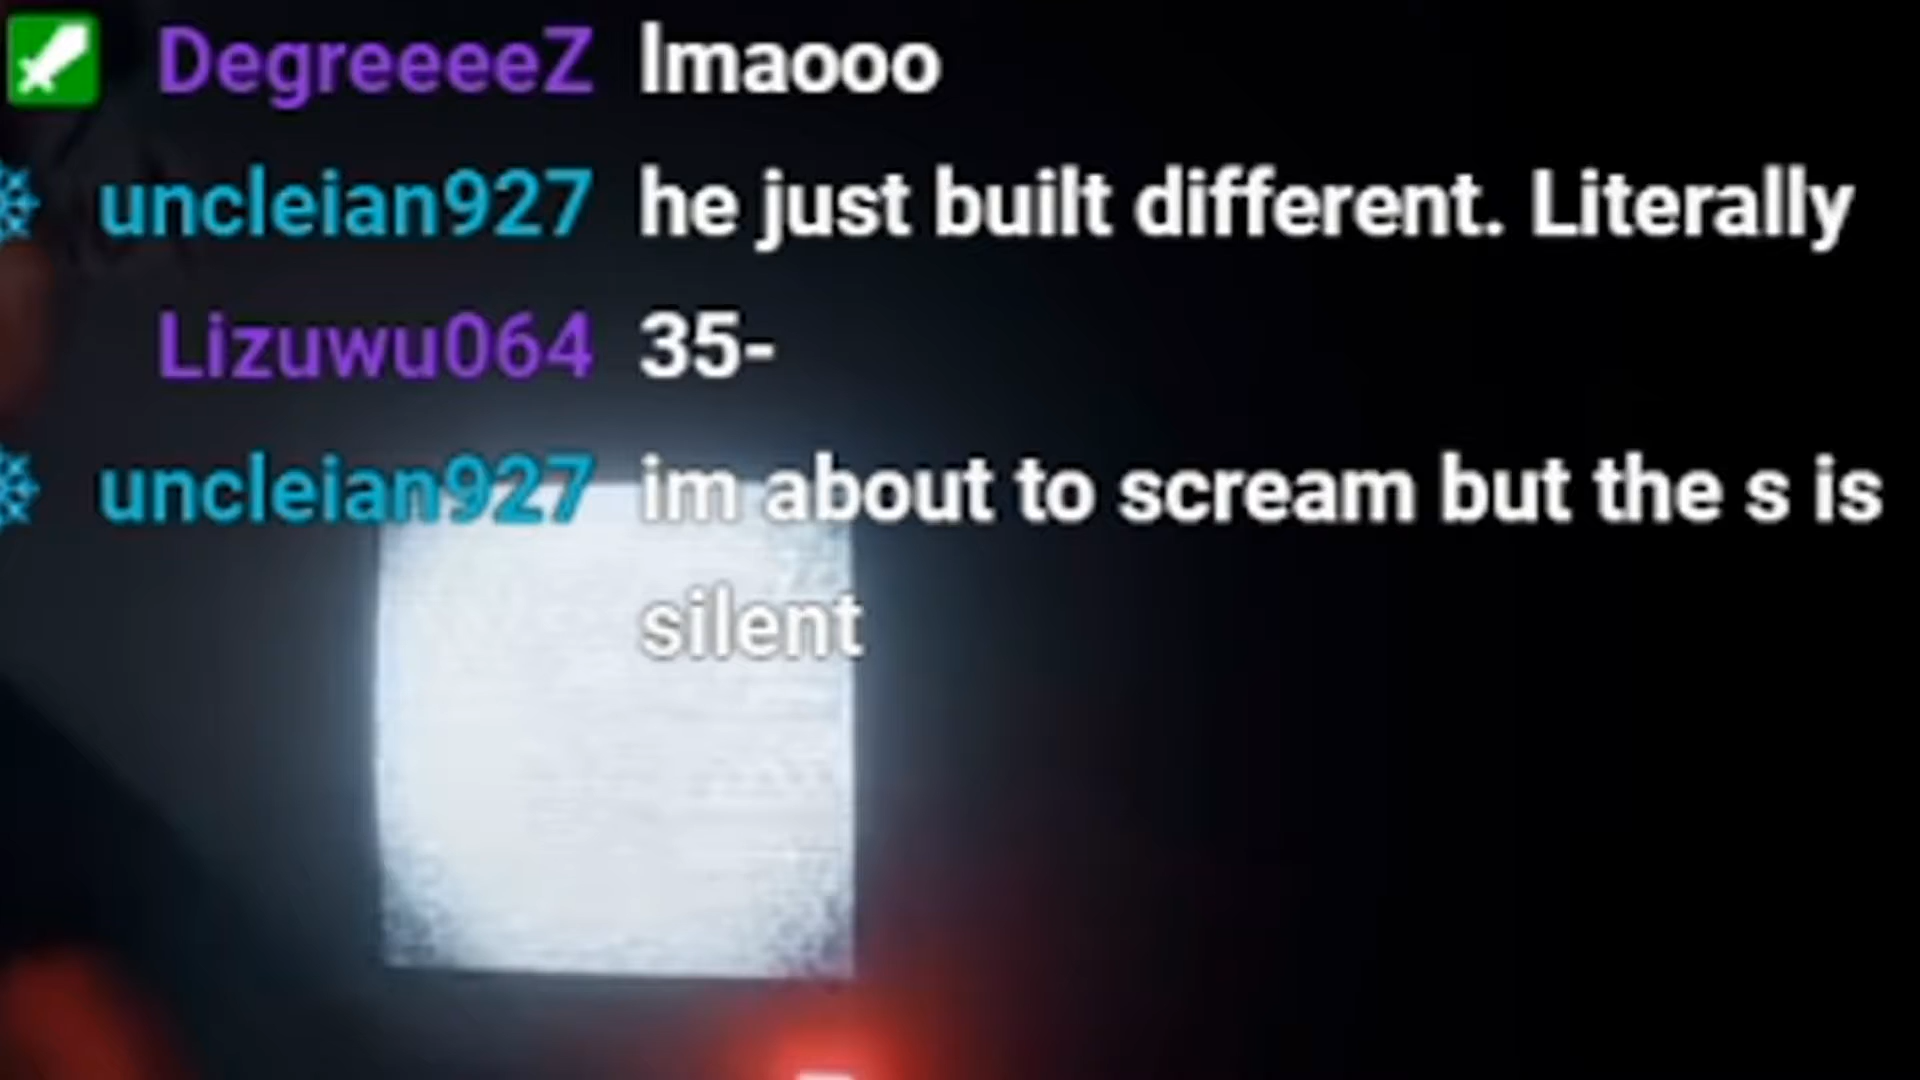 DegreeeeZ lmaooo
uncleian927 he just built different. Literally
Lizuwu064 35-
uncleian927 im about to scream but the s is
silent